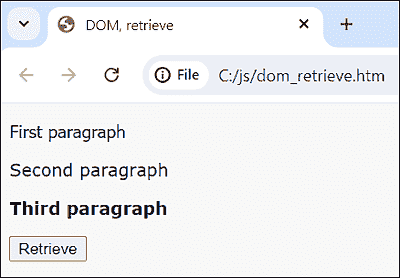 DOM, retrieve
File C:/js/dom_retrieve.htm
First paragraph
Second paragraph
Third paragraph
Retrieve